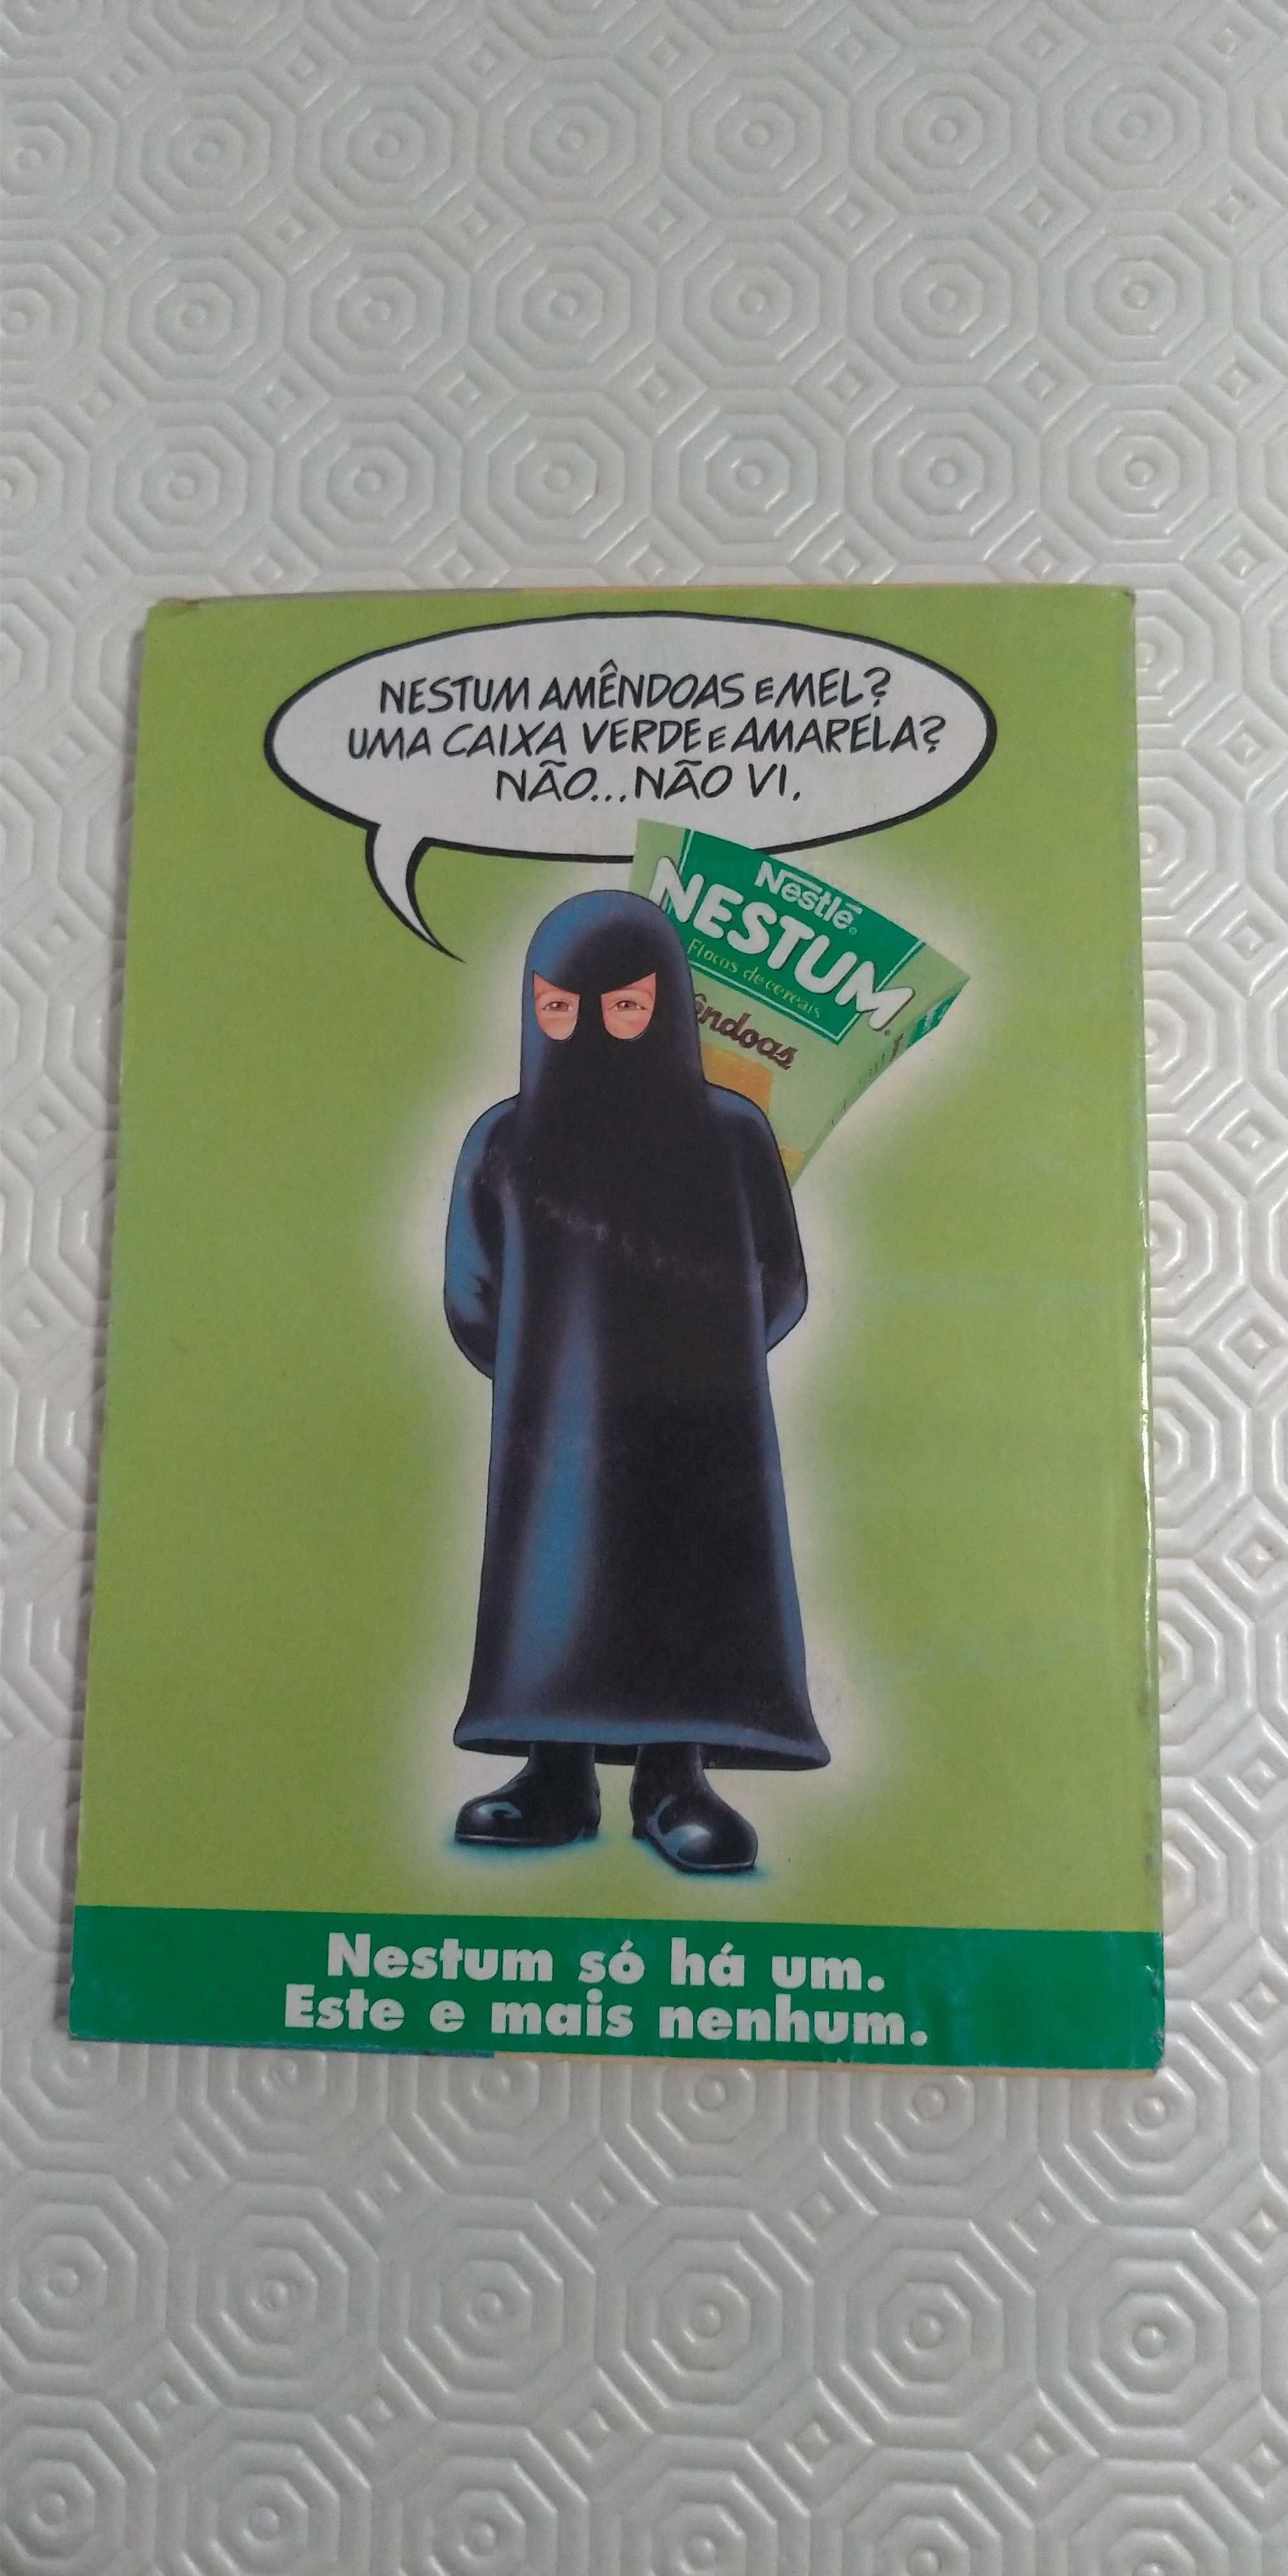 NESTUM AMÊNDOAS E MEL?
UMA CAIXA VERDE E AMARELA?
NÃO...NÃO VI.
Nestlé
NESTUM
Flocos de cereais
êndoas
Nestum só há um.
Este e mais nenhum.